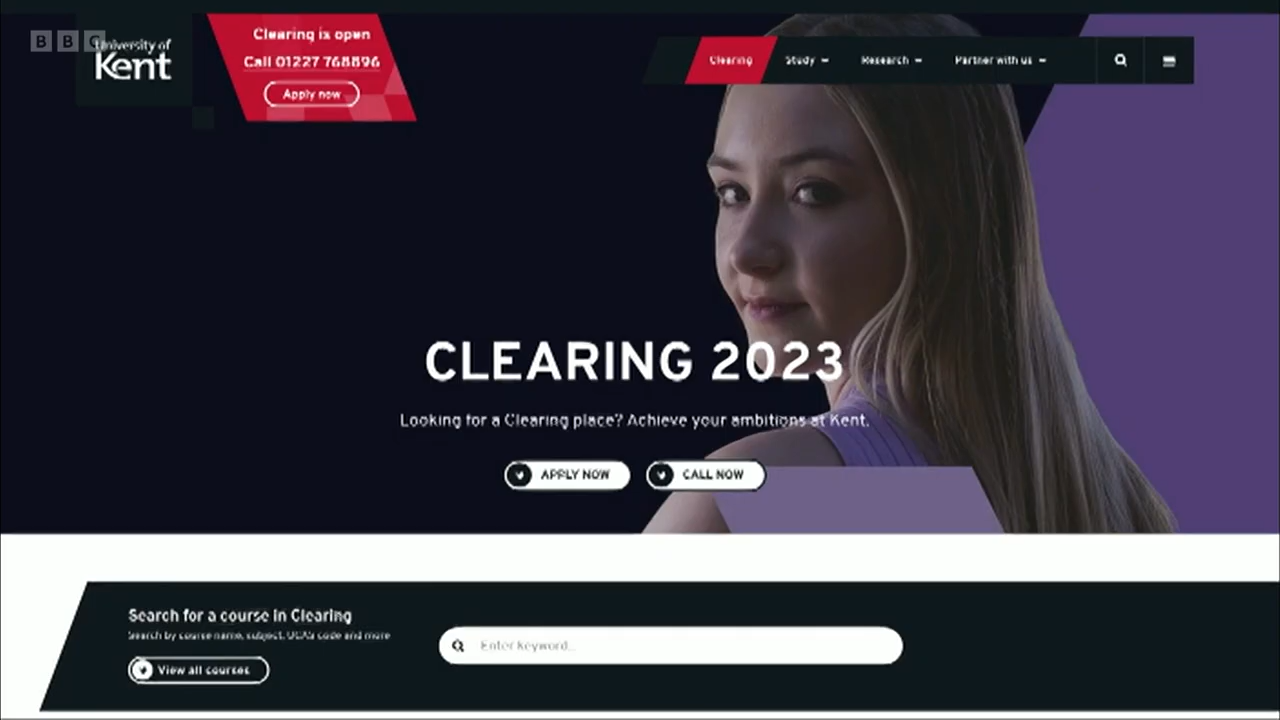 BBC
University of
Kent
Clearing is open
Call 01227 768896
Apply now
Clearing
Study
Research
Partner with us
CLEARING 2023
Looking for a Clearing place? Achieve your ambitions at Kent.
APPLY NOW
CALL NOW
Search for a course in Clearing
Search by course name, subject, UCAS code and more
View all courses
Enter keyword...